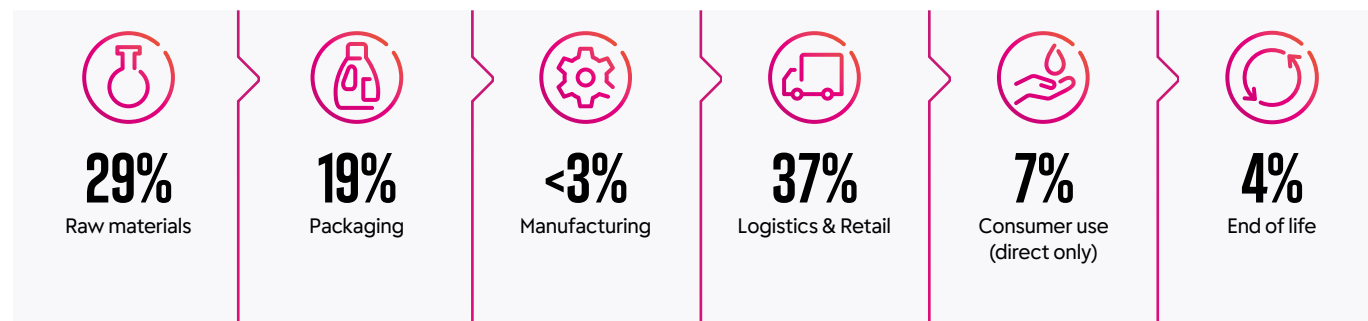 29%
Raw materials
19%
Packaging
<3%
Manufacturing
37%
Logistics & Retail
7%
Consumer use
(direct only)
4%
End of life